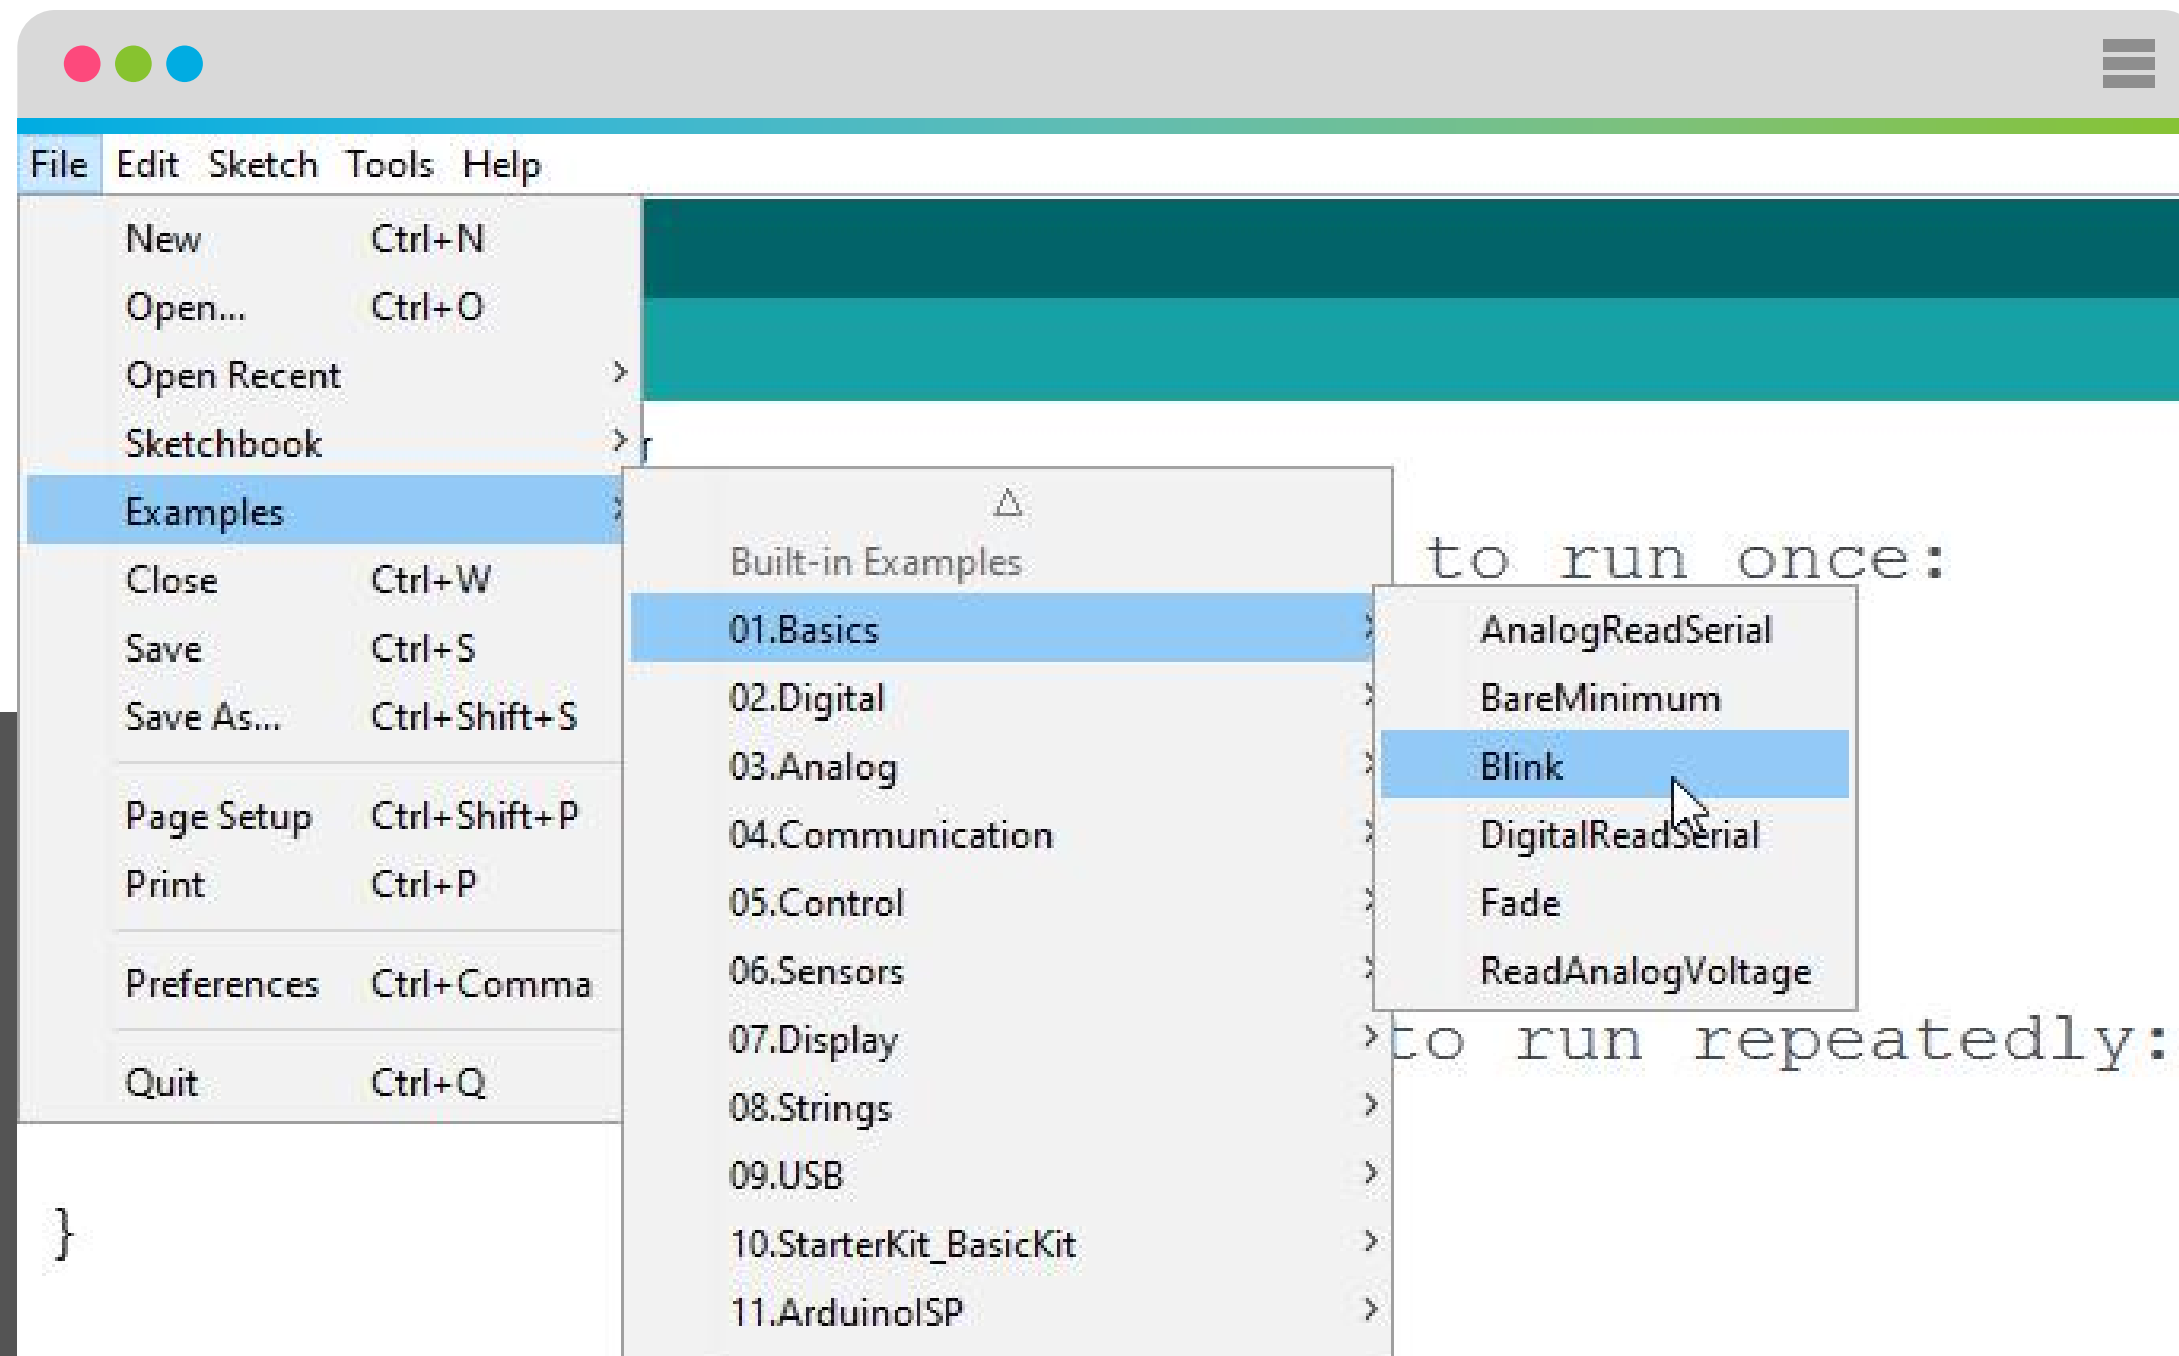 File Edit Sketch Tools Help
New Ctrl+N
Open... Ctrl+O
Open Recent
Sketchbook
Examples
Close Ctrl+W
Save Ctrl+S
Save As... Ctrl+Shift+S
Page Setup Ctrl+Shift+P
Print Ctrl+P
Preferences Ctrl+Comma
Quit Ctrl+Q
Built-in Examples
01.Basics
02.Digital
03.Analog
04.Communication
05.Control
06.Sensors
07.Display
08.Strings
09.USB
10.StarterKit_BasicKit
11.ArduinoISP
AnalogReadSerial
BareMinimum
Blink
DigitalReadSerial
Fade
ReadAnalogVoltage
to run once:
to run repeatedly:
}